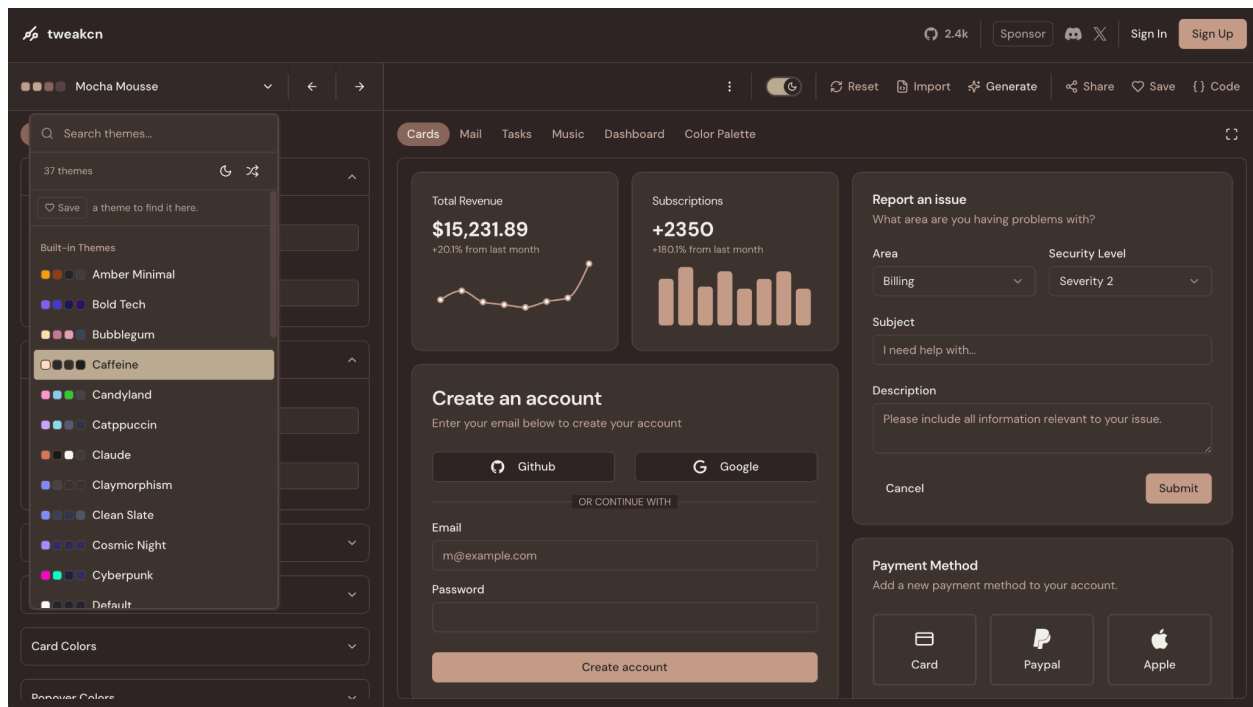 tweakcn
2.4k
Sponsor
Sign In
Sign Up
Mocha Mousse
Reset
Import
Generate
Share
Save
{ } Code
Search themes...
37 themes
Save
a theme to find it here.
Built-in Themes
Amber Minimal
Bold Tech
Bubblegum
Caffeine
Candyland
Catppuccin
Claude
Claymorphism
Clean Slate
Cosmic Night
Cyberpunk
Default
Card Colors
Popover Colors
Cards
Mail
Tasks
Music
Dashboard
Color Palette
Total Revenue
$15,231.89
+20.1% from last month
Subscriptions
+2350
+180.1% from last month
Create an account
Enter your email below to create your account
Github
Google
OR CONTINUE WITH
Email
m@example.com
Password
Create account
Report an issue
What area are you having problems with?
Area
Security Level
Billing
Severity 2
Subject
I need help with...
Description
Please include all information relevant to your issue.
Cancel
Submit
Payment Method
Add a new payment method to your account.
Card
Paypal
Apple